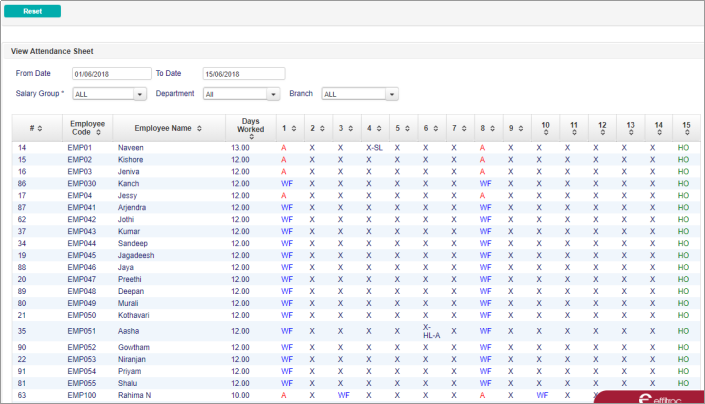 Reset
View Attendance Sheet
From Date 01/06/2018 To Date 15/06/2018
Salary Group * ALL Department All Branch ALL
# Employee Code Employee Name Days Worked 1 2 3 4 5 6 7 8 9 10 11 12 13 14 15
14 EMP01 Naveen 13.00 A X X X-SL X X X A X X X X X X HO
15 EMP02 Kishore 12.00 A X X X X X X A X X X X X X HO
16 EMP03 Jeniva 12.00 A X X X X X X A X X X X X X HO
86 EMP030 Kanch 12.00 WF X X X X X X WF X X X X X X HO
17 EMP04 Jessy 12.00 A X X X X X X A X X X X X X HO
87 EMP041 Arjendra 12.00 WF X X X X X X WF X X X X X X HO
62 EMP042 Jothi 12.00 WF X X X X X X WF X X X X X X HO
37 EMP043 Kumar 12.00 WF X X X X X X WF X X X X X X HO
34 EMP044 Sandeep 12.00 WF X X X X X X WF X X X X X X HO
19 EMP045 Jagadeesh 12.00 WF X X X X X X WF X X X X X X HO
88 EMP046 Jaya 12.00 WF X X X X X X WF X X X X X X HO
20 EMP047 Preethi 12.00 WF X X X X X X WF X X X X X X HO
89 EMP048 Deepan 12.00 WF X X X X X X WF X X X X X X HO
80 EMP049 Murali 12.00 WF X X X X X X WF X X X X X X HO
21 EMP050 Kothavari 12.00 WF X X X X X X WF X X X X X X HO
35 EMP051 Aasha 12.00 WF X X X X X-HL-A X WF X X X X X X HO
90 EMP052 Gowtham 12.00 WF X X X X X X WF X X X X X X HO
22 EMP053 Niranjan 12.00 WF X X X X X X WF X X X X X X HO
91 EMP054 Priyam 12.00 WF X X X X X X WF X X X X X X HO
81 EMP055 Shalu 12.00 WF X X X X X X WF X X X X X X HO
63 EMP100 Rahima N 10.00 A X WF X X X X A X WF X
effitrac